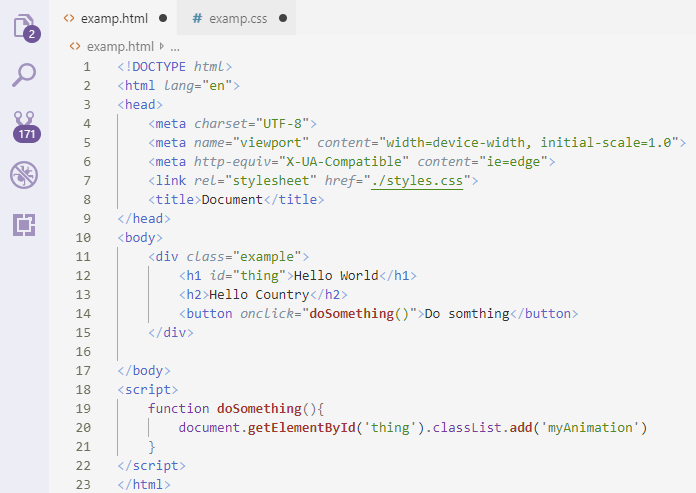 examp.html
examp.css
2
examp.html ...
171
1 <!DOCTYPE html>
2 <html lang="en">
3 <head>
4 <meta charset="UTF-8">
5 <meta name="viewport" content="width=device-width, initial-scale=1.0">
6 <meta http-equiv="X-UA-Compatible" content="ie=edge">
7 <link rel="stylesheet" href="./styles.css">
8 <title>Document</title>
9 </head>
10 <body>
11 <div class="example">
12 <h1 id="thing">Hello World</h1>
13 <h2>Hello Country</h2>
14 <button onclick="doSomething()">Do somthing</button>
15 </div>
16
17 </body>
18 <script>
19 function doSomething(){
20 document.getElementById('thing').classList.add('myAnimation')
21 }
22 </script>
23 </html>